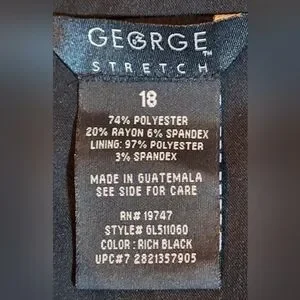 GEORGE™
STRETCH
18
74% POLYESTER
20% RAYON 6% SPANDEX
LINING: 97% POLYESTER
3% SPANDEX
MADE IN GUATEMALA
SEE SIDE FOR CARE
RN# 19747
STYLE# GL511060
COLOR: RICH BLACK
UPC#7 2821357905